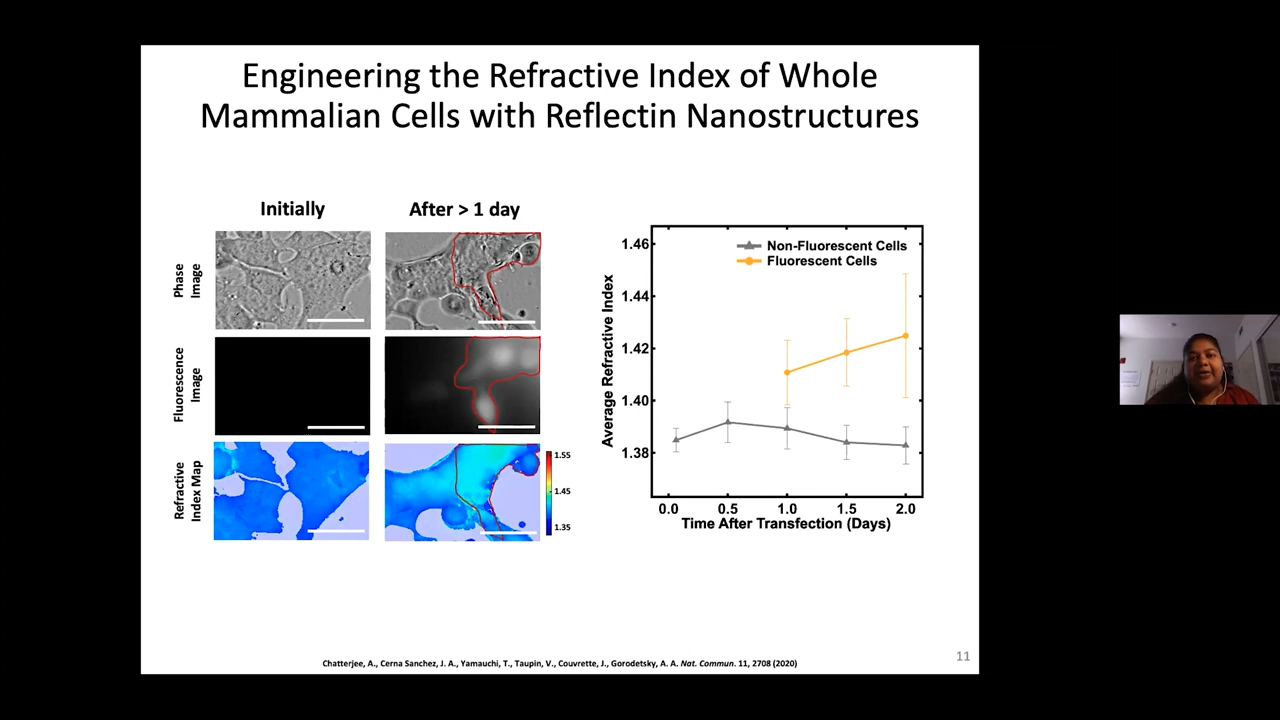 Engineering the Refractive Index of Whole
Mammalian Cells with Reflectin Nanostructures
Initially
After > 1 day
Phase
Image
Fluorescence
Image
Refractive
Index Map
1.55
1.45
1.35
Average Refractive Index
1.46
1.44
1.42
1.40
1.38
Non-Fluorescent Cells
Fluorescent Cells
0.0 0.5 1.0 1.5 2.0
Time After Transfection (Days)
Chatterjee, A., Cerna Sanchez, J. A., Yamauchi, T., Taupin, V., Couvrette, J., Gorodetsky, A. A. Nat. Commun. 11, 2708 (2020)
11